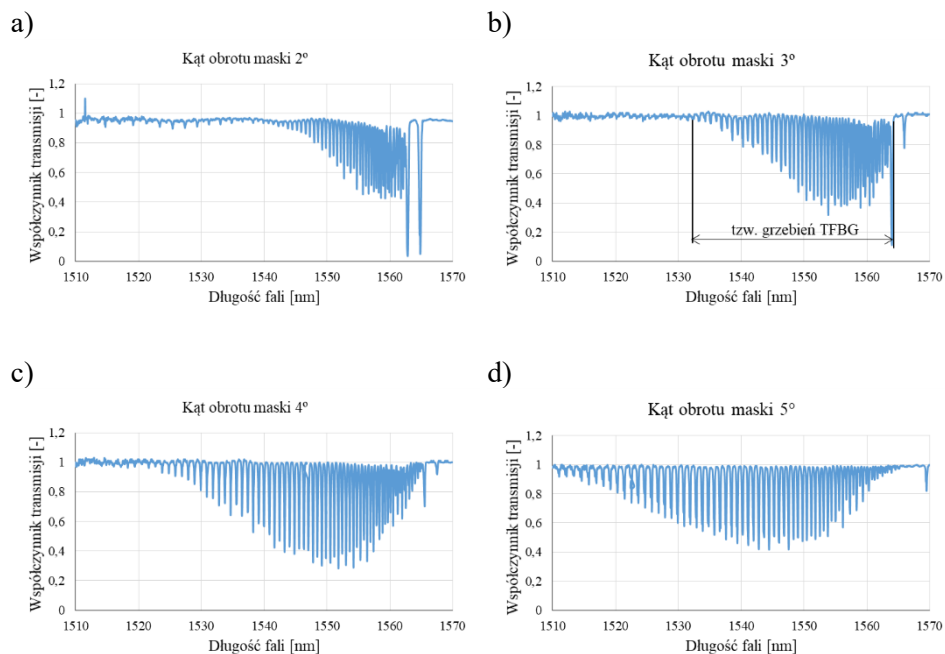 a)
Kąt obrotu maski 2º
Współczynnik transmisji [-]
1,2
1
0,8
0,6
0,4
0,2
0
1510 1520 1530 1540 1550 1560 1570
Długość fali [nm]
b)
Kąt obrotu maski 3º
Współczynnik transmisji [-]
1,2
1
0,8
0,6
0,4
0,2
0
tzw. grzebień TFBG
1510 1520 1530 1540 1550 1560 1570
Długość fali [nm]
c)
Kąt obrotu maski 4º
Współczynnik transmisji [-]
1,2
1
0,8
0,6
0,4
0,2
0
1510 1520 1530 1540 1550 1560 1570
Długość fali [nm]
d)
Kąt obrotu maski 5°
Współczynnik transmisji [-]
1,2
1
0,8
0,6
0,4
0,2
0
1510 1520 1530 1540 1550 1560 1570
Długość fali [nm]